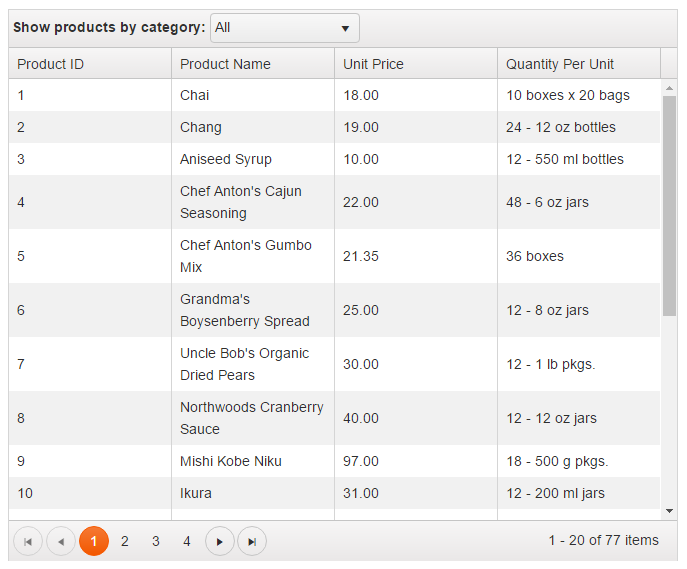 Show products by category: All
Product ID Product Name Unit Price Quantity Per Unit
1 Chai 18.00 10 boxes x 20 bags
2 Chang 19.00 24 - 12 oz bottles
3 Aniseed Syrup 10.00 12 - 550 ml bottles
4 Chef Anton's Cajun Seasoning 22.00 48 - 6 oz jars
5 Chef Anton's Gumbo Mix 21.35 36 boxes
6 Grandma's Boysenberry Spread 25.00 12 - 8 oz jars
7 Uncle Bob's Organic Dried Pears 30.00 12 - 1 lb pkgs.
8 Northwoods Cranberry Sauce 40.00 12 - 12 oz jars
9 Mishi Kobe Niku 97.00 18 - 500 g pkgs.
10 Ikura 31.00 12 - 200 ml jars
1 2 3 4 1 - 20 of 77 items